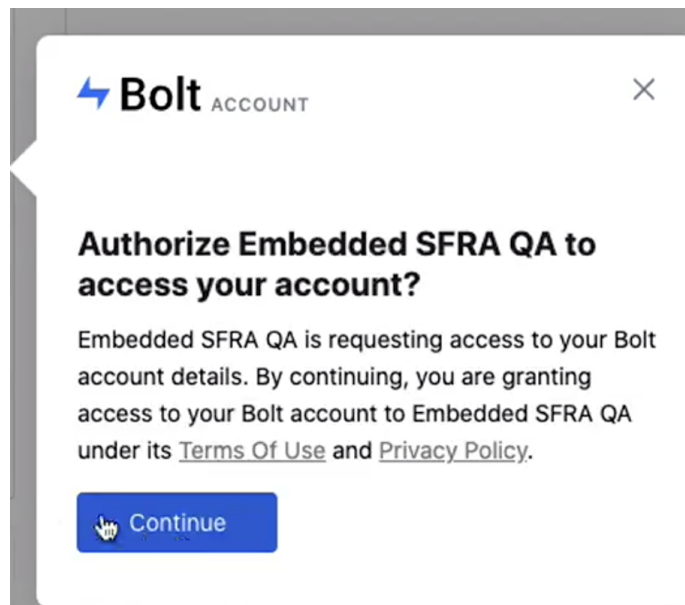 Bolt ACCOUNT
Authorize Embedded SFRA QA to
access your account?
Embedded SFRA QA is requesting access to your Bolt
account details. By continuing, you are granting
access to your Bolt account to Embedded SFRA QA
under its Terms Of Use and Privacy Policy.
Continue